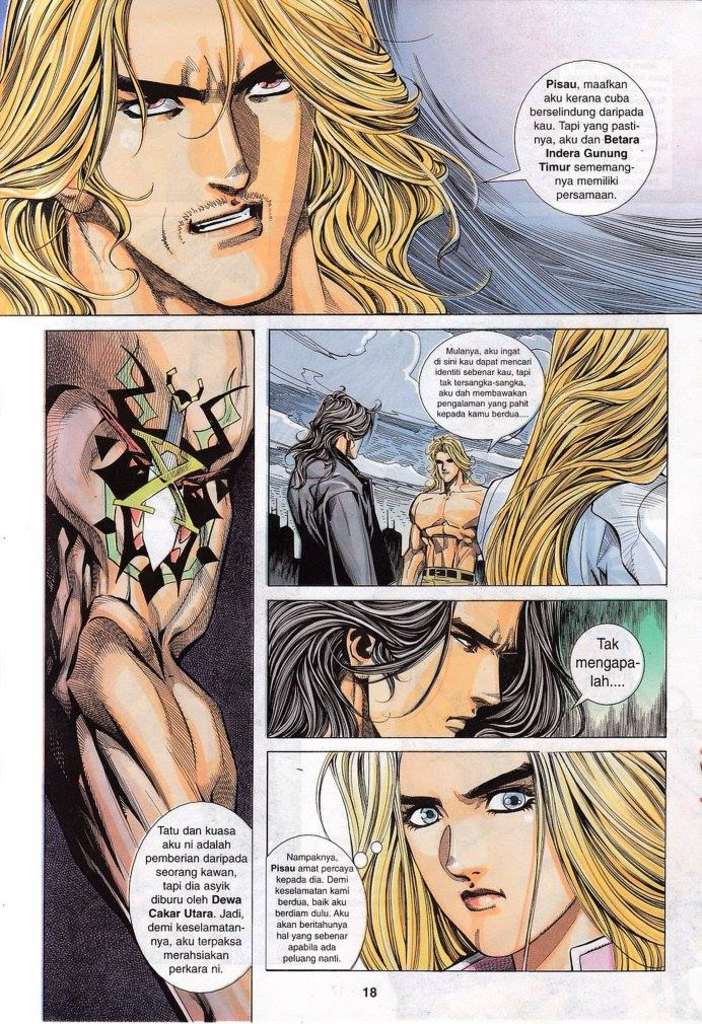 Pisau, maafkan
aku kerana cuba
berselindung daripada
kau. Tapi yang pasti-
nya, aku dan Betara
Indera Gunung
Timur sememang-
nya memiliki
persamaan.
Tatu dan kuasa
aku ni adalah
pemberian daripada
seorang kawan,
tapi dia asyik
diburu oleh Dewa
Cakar Utara. Jadi,
demi keselamatan-
nya, aku terpaksa
merahsiakan
perkara ni.
Mulanya, aku ingat
di sini kau dapat mencari
identiti sebenar kau, tapi
tak tersangka-sangka,
aku dah membawakan
pengalaman yang pahit
kepada kamu berdua....
Tak
mengapa-
lah....
Nampaknya,
Pisau amat percaya
kepada dia. Demi
keselamatan kami
berdua, baik aku
berdiam dulu. Aku
akan beritahunya
hal yang sebenar
apabila ada
peluang nanti.
18